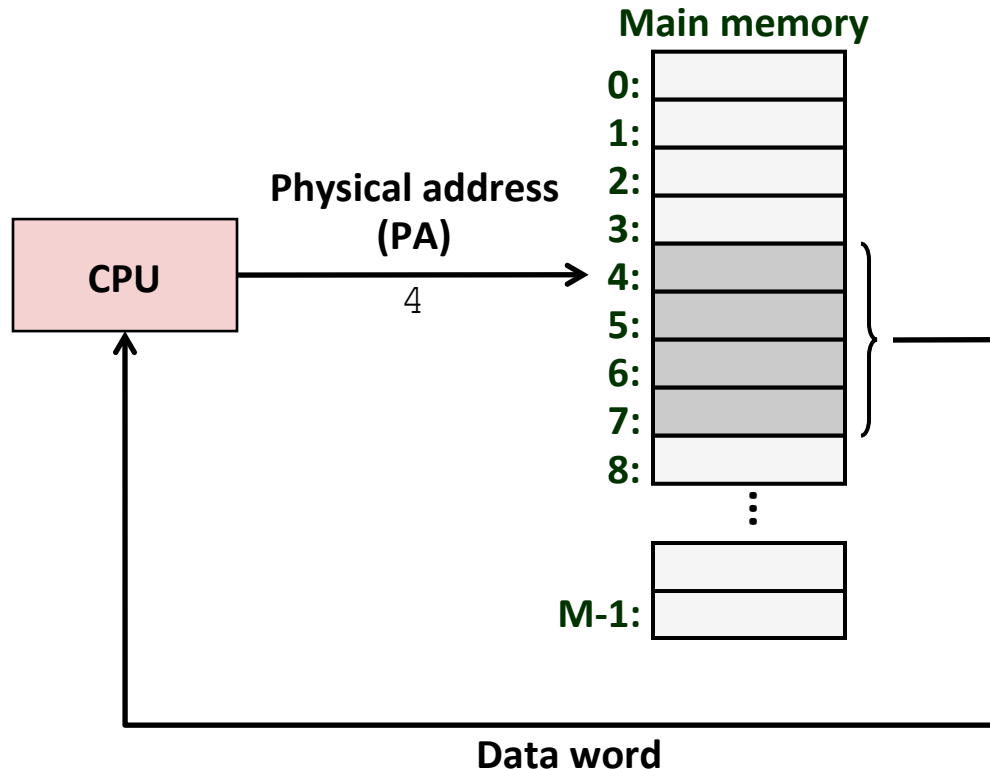 Main memory
0:
1:
2:
Physical address
(PA)
3:
CPU
4
4:
5:
6:
7:
8:
M-1:
Data word